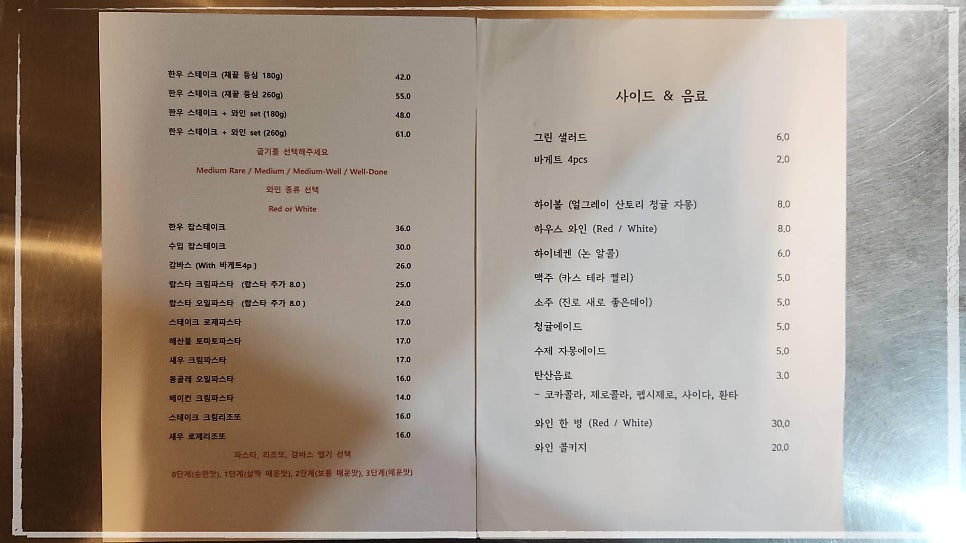 한우 스테이크 (채끝 등심 180g) 42.0
한우 스테이크 (채끝 등심 260g) 55.0
한우 스테이크 + 와인 set (180g) 48.0
한우 스테이크 + 와인 set (260g) 61.0
굽기를 선택해주세요
Medium Rare / Medium / Medium-Well / Well-Done
와인 종류 선택
Red or White
한우 찹스테이크 36.0
수입 찹스테이크 30.0
감바스 (With 바게트4p ) 26.0
랍스타 크림파스타 (랍스타 추가 8.0 ) 25.0
랍스타 오일파스타 (랍스타 추가 8.0 ) 24.0
스테이크 로제파스타 17.0
해산물 토마토파스타 17.0
새우 크림파스타 17.0
봉골레 오일파스타 16.0
베이컨 크림파스타 14.0
스테이크 크림리조또 16.0
새우 로제리조또 16.0
파스타, 리조또, 감바스 맵기 선택
0단계(순한맛), 1단계(살짝 매운맛), 2단계(보통 매운맛), 3단계(매운맛)
사이드 & 음료
그린 샐러드 6.0
바게트 4pcs 2.0
하이볼 (얼그레이 산토리 청귤 자몽) 8.0
하우스 와인 (Red / White) 8.0
하이네켄 (논 알콜) 6.0
맥주 (카스 테라 켈리) 5.0
소주 (진로 새로 좋은데이) 5.0
청귤에이드 5.0
수제 자몽에이드 5.0
탄산음료 3.0
- 코카콜라, 제로콜라, 펩시제로, 사이다, 환타
와인 한 병 (Red / White) 30.0
와인 콜키지 20.0